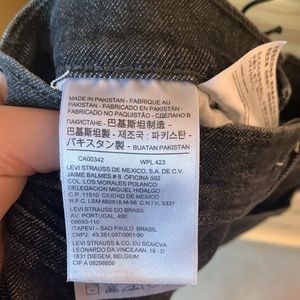 MADE IN PAKISTAN - FABRIQUE AU
PAKISTAN - FABRICADO EN PAKISTÁN -
FABRICADO NO PAQUISTÃO - СДЕЛАНО В
ПАКИСТАНЕ - 巴基斯坦制造 -
巴基斯坦製 - 제조국 : 파키스탄 -
パキスタン製 - BUATAN PAKISTAN
CA00342 WPL 423
LEVI STRAUSS DE MEXICO, S.A. DE C.V.
JAIME BALMES # 8 OFICINA 502
COL. LOS MORALES POLANCO
DELEGACION MIGUEL HIDALGO
C.P. 11510 CIUDAD DE MEXICO
R.F.C. LSM
LEVI STRAUSS DO BRASIL
AV. PORTUGAL, 400
06690-110
ITAPEVI - SAO PAULO BRASIL
CNPJ: 43.351.097/0001-90
LEVI STRAUSS & CO. EU SCA/CVA
LEONARDO DA VINCILAAN, 19 - D
1831 DIEGEM, BELGIUM
CIF A 08298606